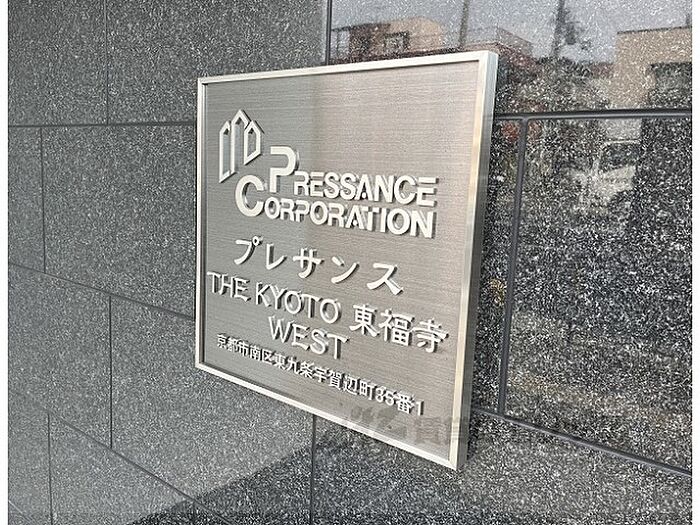 PRESSANCE
CORPORATION
プレサンス
THE KYOTO 東福寺
WEST
京都市南区東九条宇賀辺町35番1